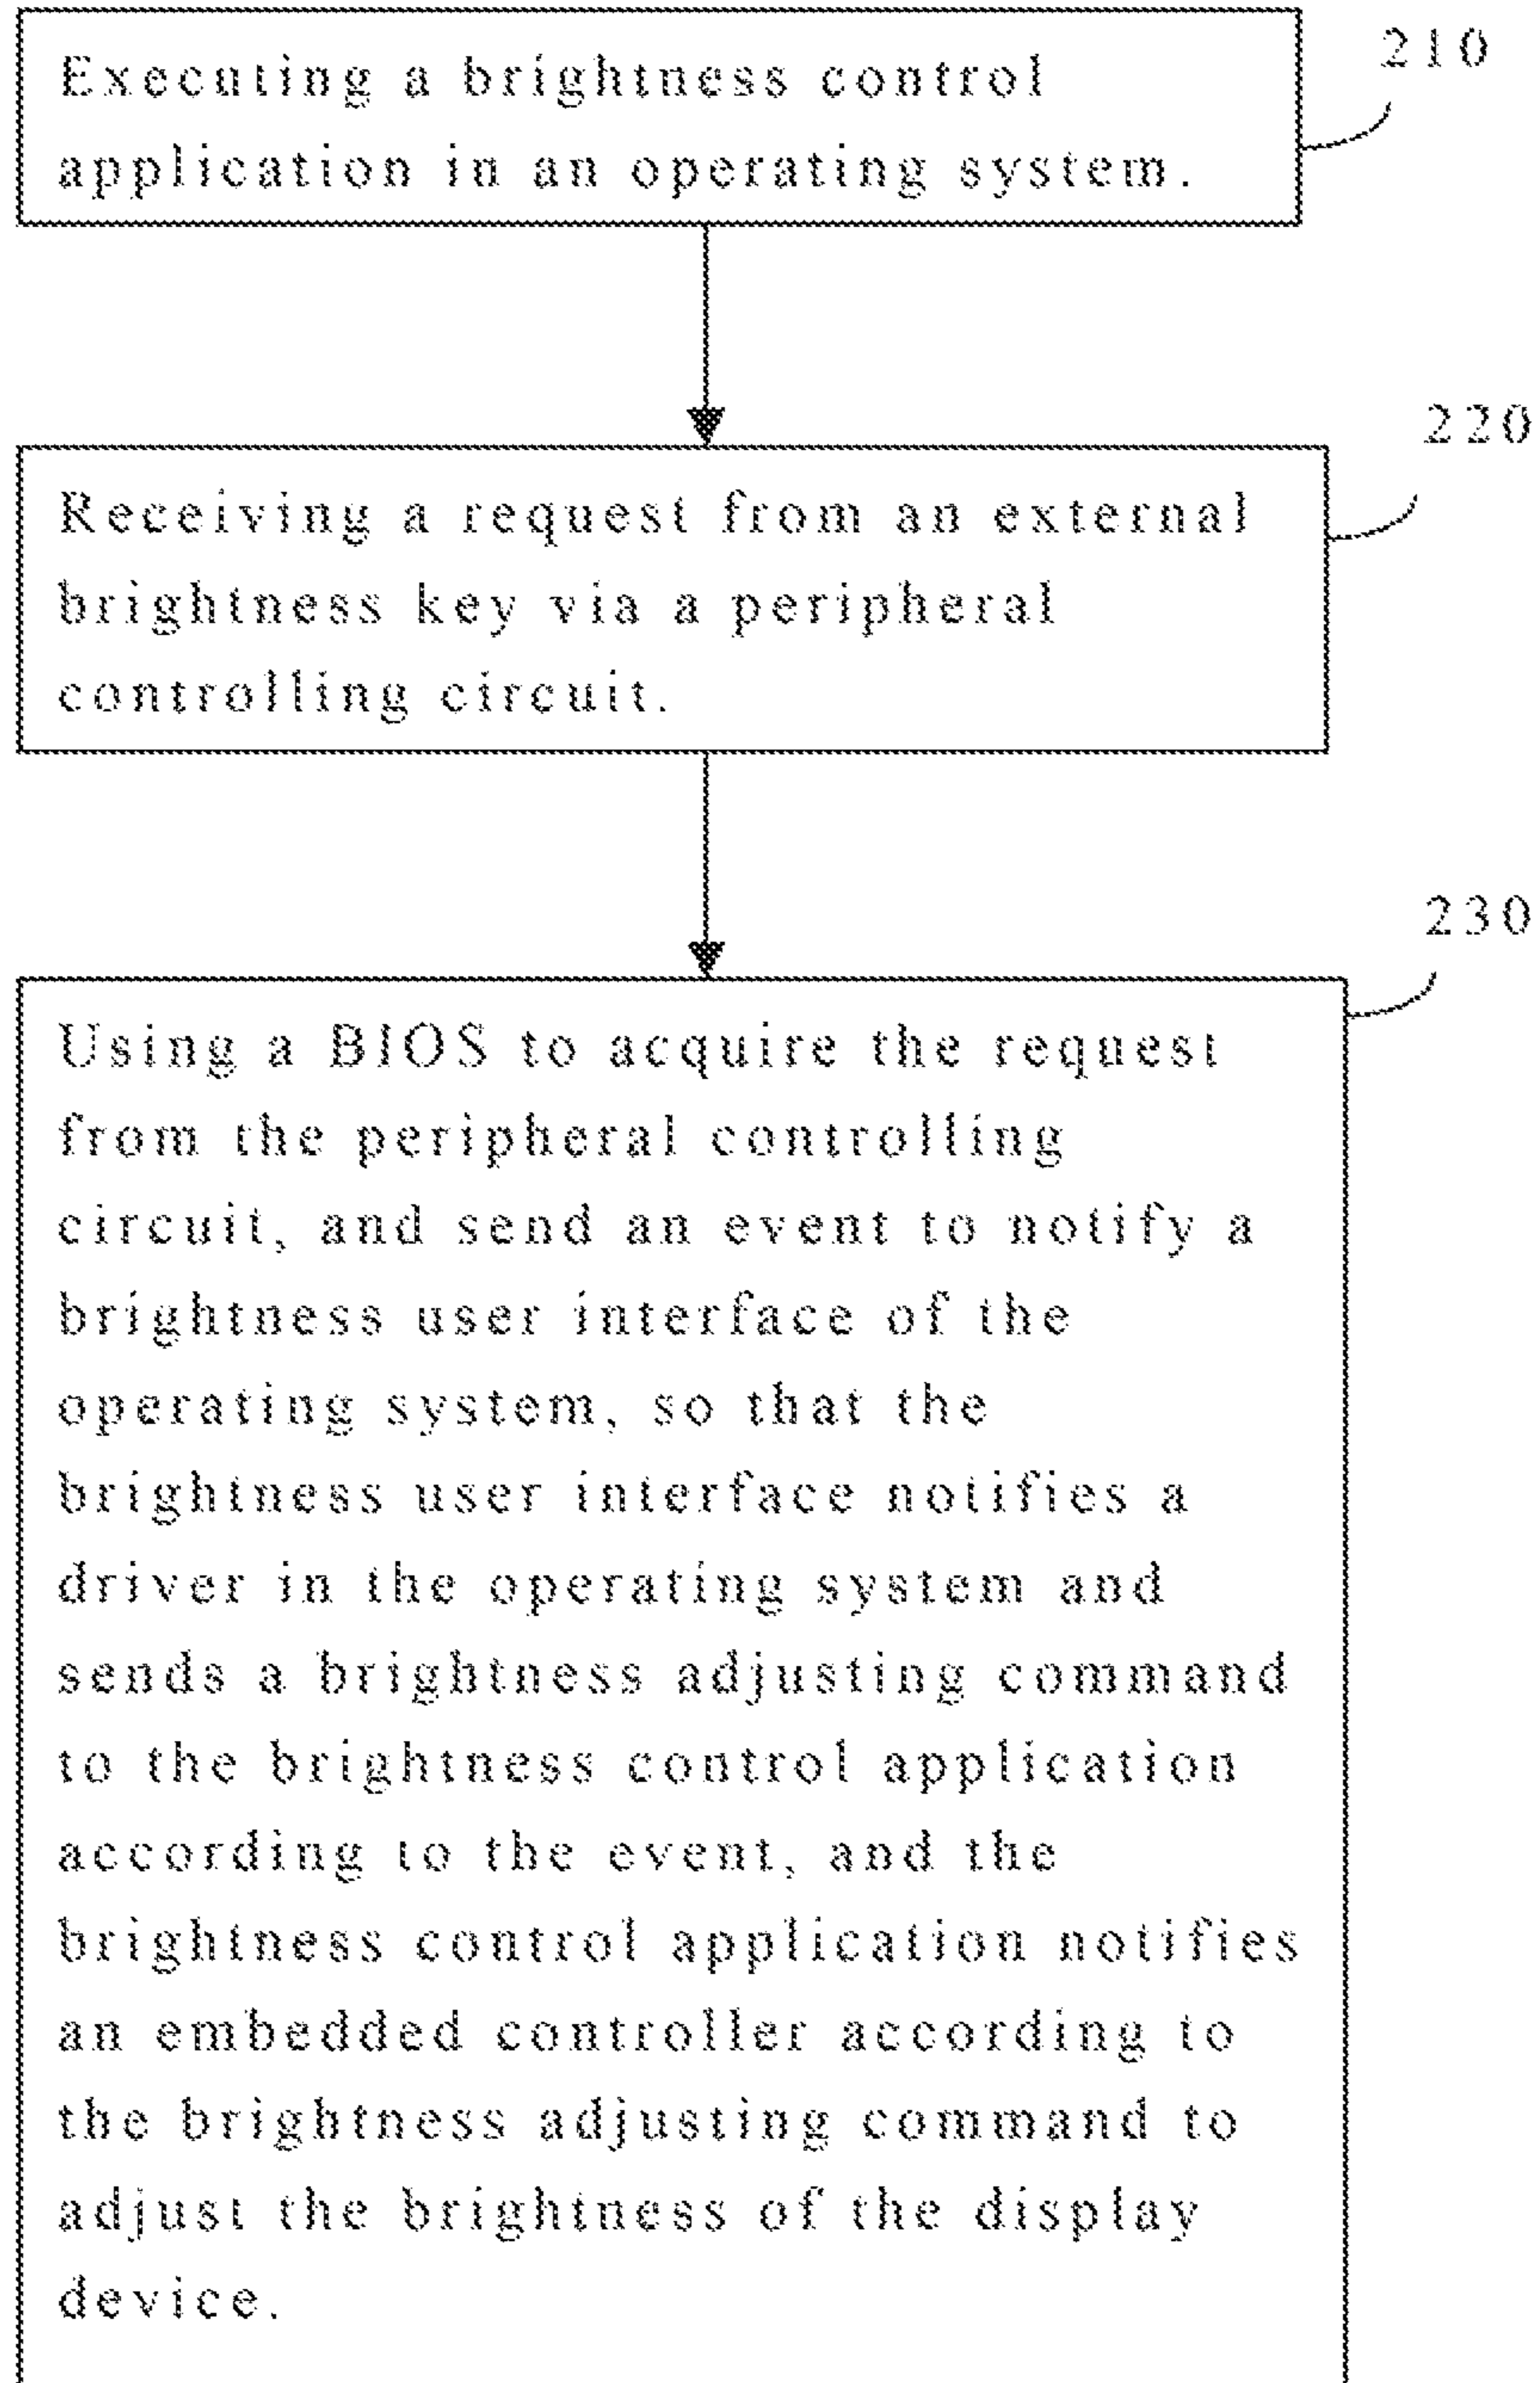 210
Executing a brightness control
application in an operating system.
220
Receiving a request from an external
brightness key via a peripheral
controlling circuit.
230
Using a BIOS to acquire the request
from the peripheral controlling
circuit, and send an event to notify a
brightness user interface of the
operating system, so that the
brightness user interface notifies a
driver in the operating system and
sends a brightness adjusting command
to the brightness control application
according to the event, and the
brightness control application notifies
an embedded controller according to
the brightness adjusting command to
adjust the brightness of the display
device.